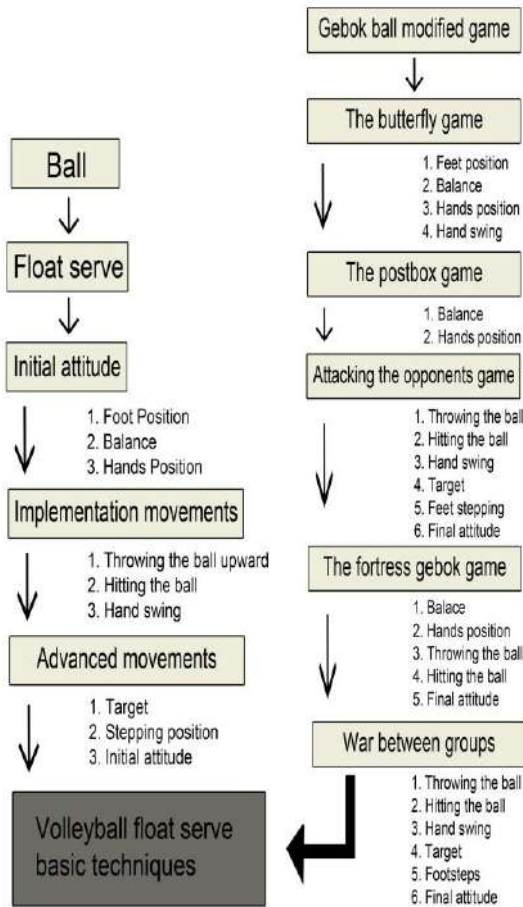 Ball
Float serve
Initial attitude
1. Foot Position
2. Balance
3. Hands Position
Implementation movements
1. Throwing the ball upward
2. Hitting the ball
3. Hand swing
Advanced movements
1. Target
2. Stepping position
3. Initial attitude
Volleyball float serve
basic techniques
Gebok ball modified game
The butterfly game
1. Feet position
2. Balance
3. Hands position
4. Hand swing
The postbox game
1. Balance
2. Hands position
Attacking the opponents game
1. Throwing the ball
2. Hitting the ball
3. Hand swing
4. Target
5. Feet stepping
6. Final attitude
The fortress gebok game
1. Balace
2. Hands position
3. Throwing the ball
4. Hitting the ball
5. Final attitude
War between groups
1. Throwing the ball
2. Hitting the ball
3. Hand swing
4. Target
5. Footsteps
6. Final attitude